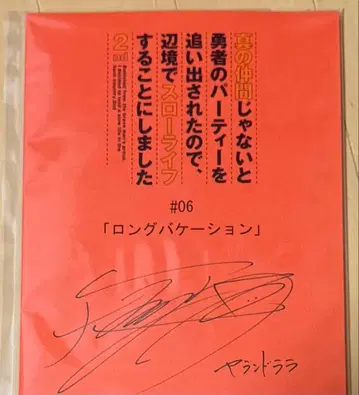 真の仲間じゃないと
勇者のパーティーを
追い出されたので、
辺境でスローライフ
することにしました
2nd
#06
「ロングバケーション」
ヤランドララ